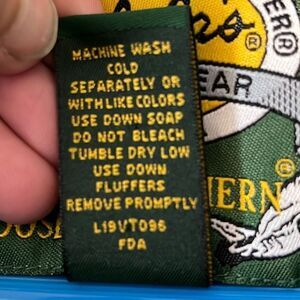 MACHINE WASH
COLD
SEPARATELY OR
WITH LIKE COLORS
USE DOWN SOAP
DO NOT BLEACH
TUMBLE DRY LOW
USE DOWN
FLUFFERS
REMOVE PROMPTLY
L19VT096
FDA